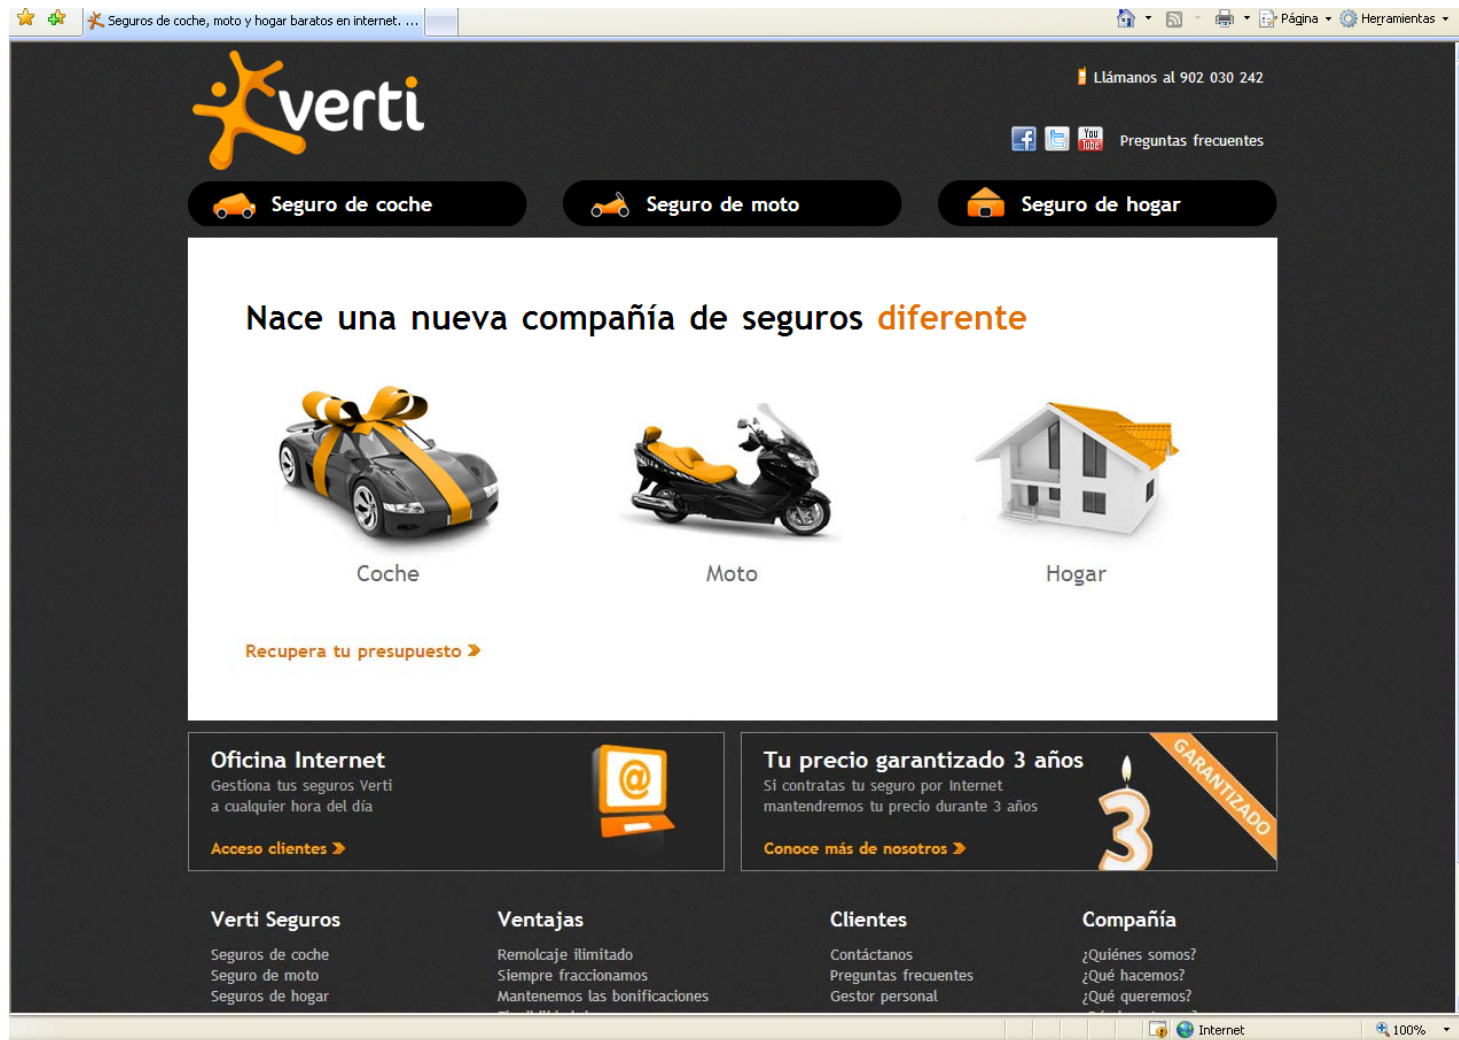 Seguros de coche, moto y hogar baratos en internet. ...
Página
Herramientas
verti
Llámanos al 902 030 242
You
Tube
Preguntas frecuentes
Seguro de coche
Seguro de moto
Seguro de hogar
Nace una nueva compañía de seguros diferente
Coche
Moto
Hogar
Recupera tu presupuesto
Oficina Internet
Gestiona tus seguros Verti
a cualquier hora del día
Acceso clientes
Tu precio garantizado 3 años
Si contratas tu seguro por Internet
mantendremos tu precio durante 3 años
Conoce más de nosotros
3
GARANTIZADO
Verti Seguros
Seguros de coche
Seguro de moto
Seguros de hogar
Ventajas
Remolcaje ilimitado
Siempre fraccionamos
Mantenemos las bonificaciones
Clientes
Contáctanos
Preguntas frecuentes
Gestor personal
Compañía
¿Quiénes somos?
¿Qué hacemos?
¿Qué queremos?
Internet
100%